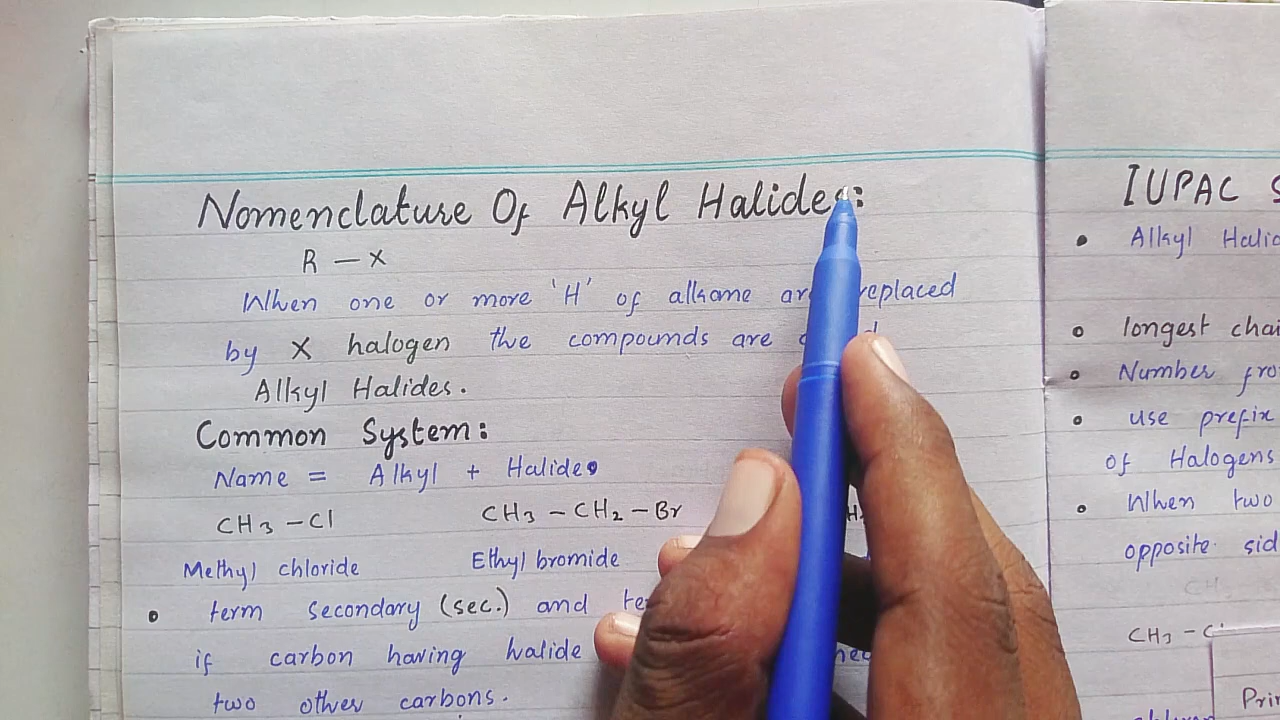 Nomenclature Of Alkyl Halides:
R - X
When one or more 'H' of alkane are replaced
by X halogen the compounds are
Alkyl Halides.
Common System:
Name = Alkyl + Halide
CH3 - Cl CH3 - CH2 - Br
Methyl chloride Ethyl bromide
• term secondary (sec.) and
if carbon having halide
two other carbons.
IUPAC
• Alkyl
• longest
• Number
• use prefix
of Halogens
• When two
opposite
CH3 -